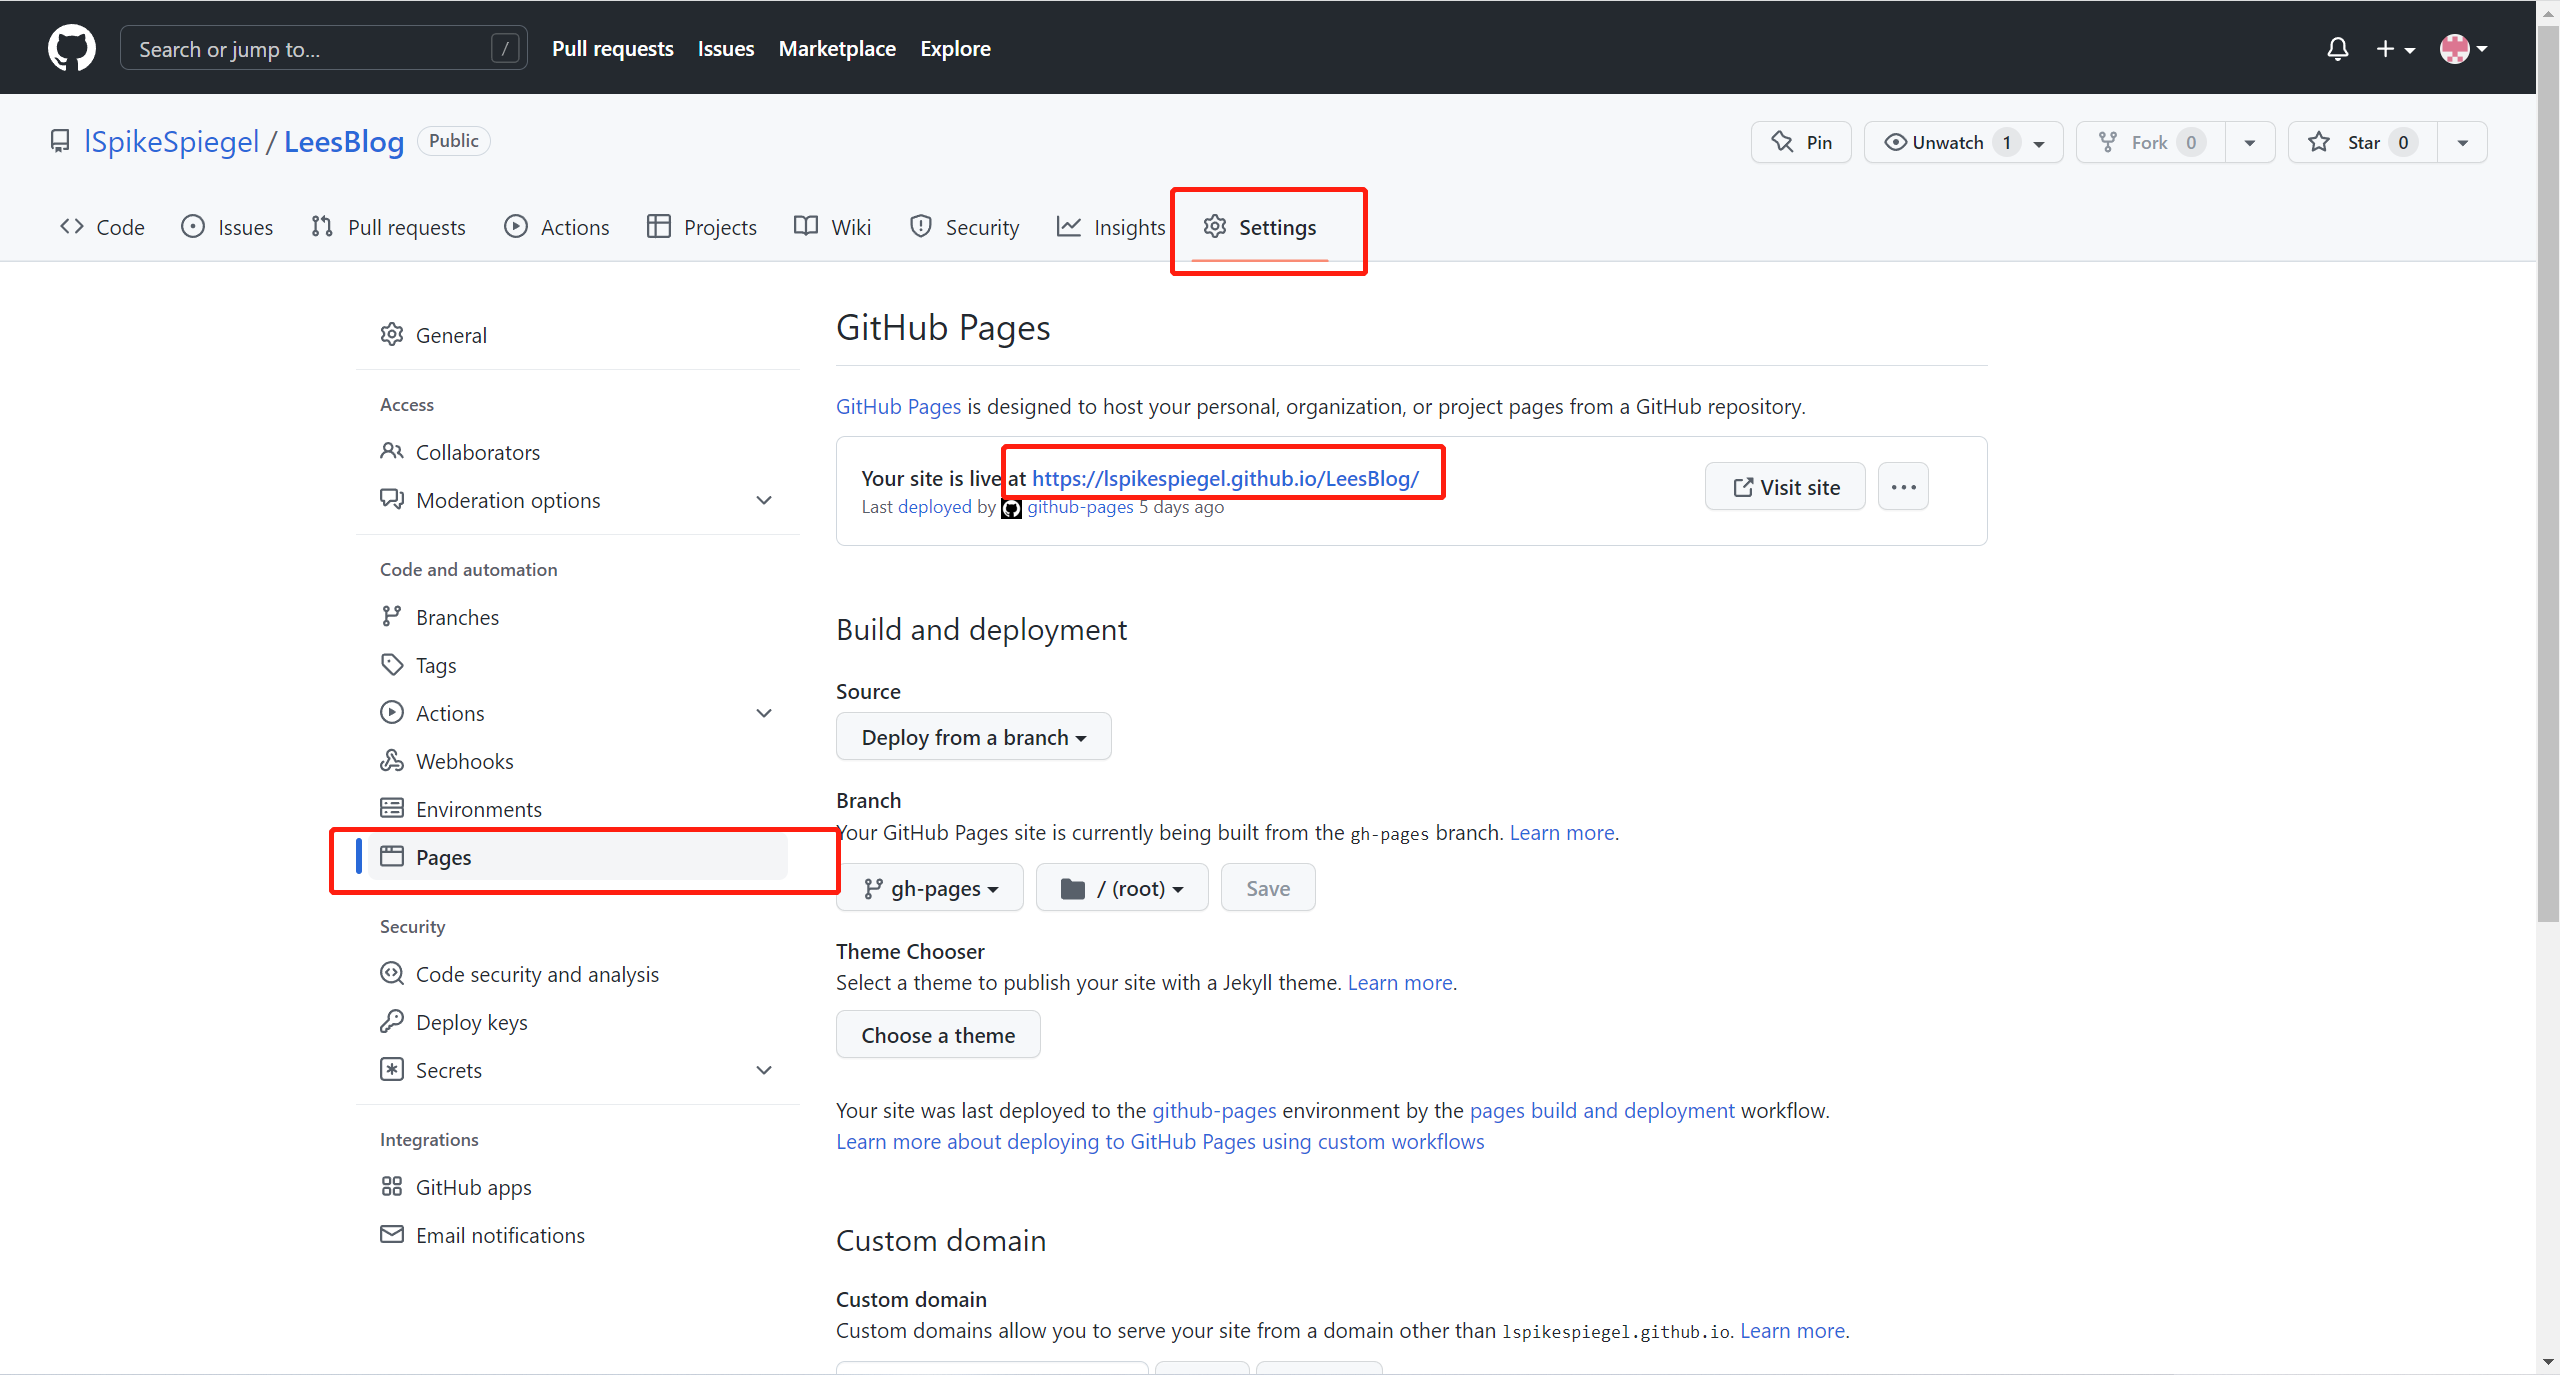 Search or jump to... /
Pull requests Issues Marketplace Explore
lSpikeSpiegel / LeesBlog Public
Pin Unwatch 1 Fork 0 Star 0
Code Issues Pull requests Actions Projects Wiki Security Insights Settings
General
Access
Collaborators
Moderation options
Code and automation
Branches
Tags
Actions
Webhooks
Environments
Pages
Security
Code security and analysis
Deploy keys
Secrets
Integrations
GitHub apps
Email notifications
GitHub Pages
GitHub Pages is designed to host your personal, organization, or project pages from a GitHub repository.
Your site is live at https://lspikespiegel.github.io/LeesBlog/
Last deployed by github-pages 5 days ago
Visit site
Build and deployment
Source
Deploy from a branch
Branch
Your GitHub Pages site is currently being built from the gh-pages branch. Learn more.
gh-pages / (root) Save
Theme Chooser
Select a theme to publish your site with a Jekyll theme. Learn more.
Choose a theme
Your site was last deployed to the github-pages environment by the pages build and deployment workflow.
Learn more about deploying to GitHub Pages using custom workflows
Custom domain
Custom domain
Custom domains allow you to serve your site from a domain other than lspikespiegel.github.io. Learn more.